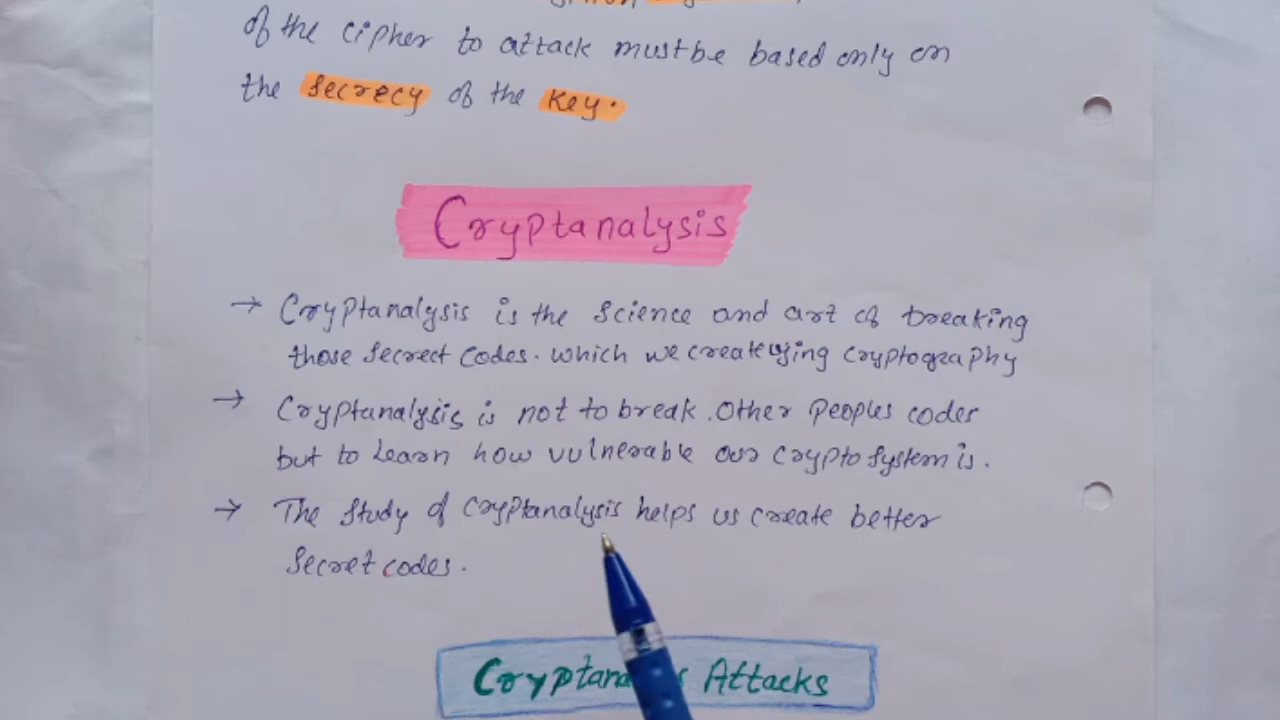 of the cipher to attack must be based only on
the secrecy of the key.
Cryptanalysis
→ Cryptanalysis is the science and art of breaking
those secrect codes. which we create using cryptography
→ Cryptanalysis is not to break. Other peoples codes
but to learn how vulnerable our crypto system is.
→ The study of cryptanalysis helps us create better
secret codes.
Attacks